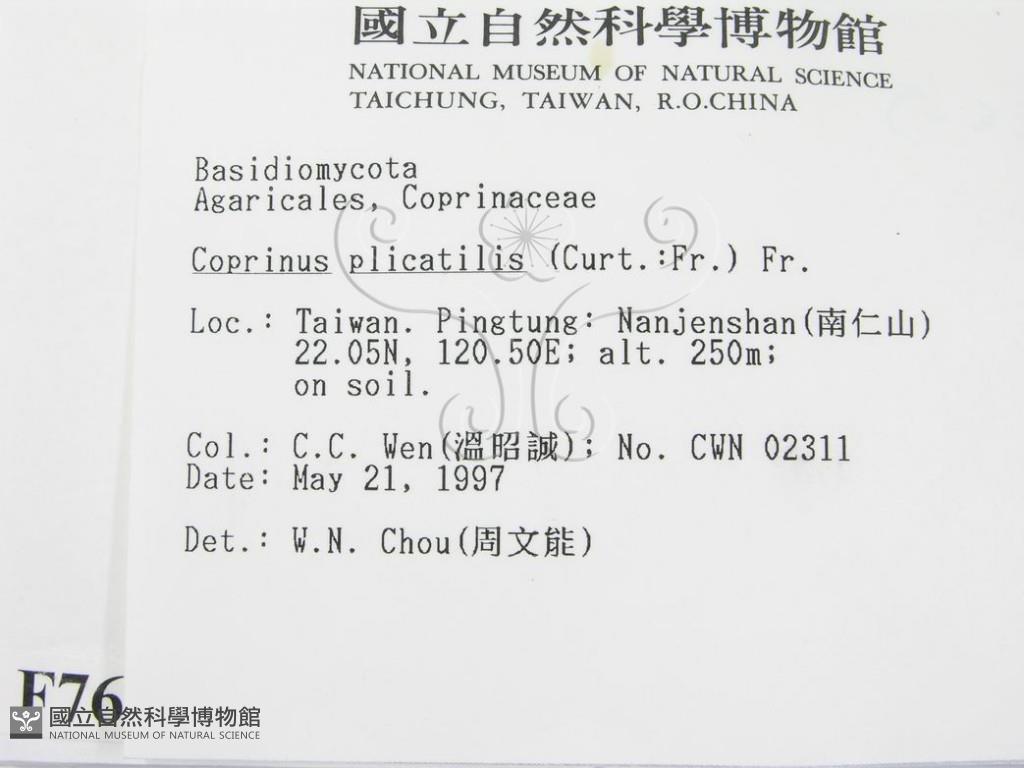 國立自然科學博物館
NATIONAL MUSEUM OF NATURAL SCIENCE
TAICHUNG, TAIWAN, R.O.CHINA
Basidiomycota
Agaricales, Coprinaceae
Coprinus plicatilis (Curt.:Fr.) Fr.
Loc.: Taiwan. Pingtung: Nanjenshan(南仁山)
22.05N, 120.50E; alt. 250m;
on soil.
Col.: C.C. Wen(溫昭誠); No. CWN 02311
Date: May 21, 1997
Det.: W.N. Chou(周文能)
F76
國立自然科學博物館
NATIONAL MUSEUM OF NATURAL SCIENCE